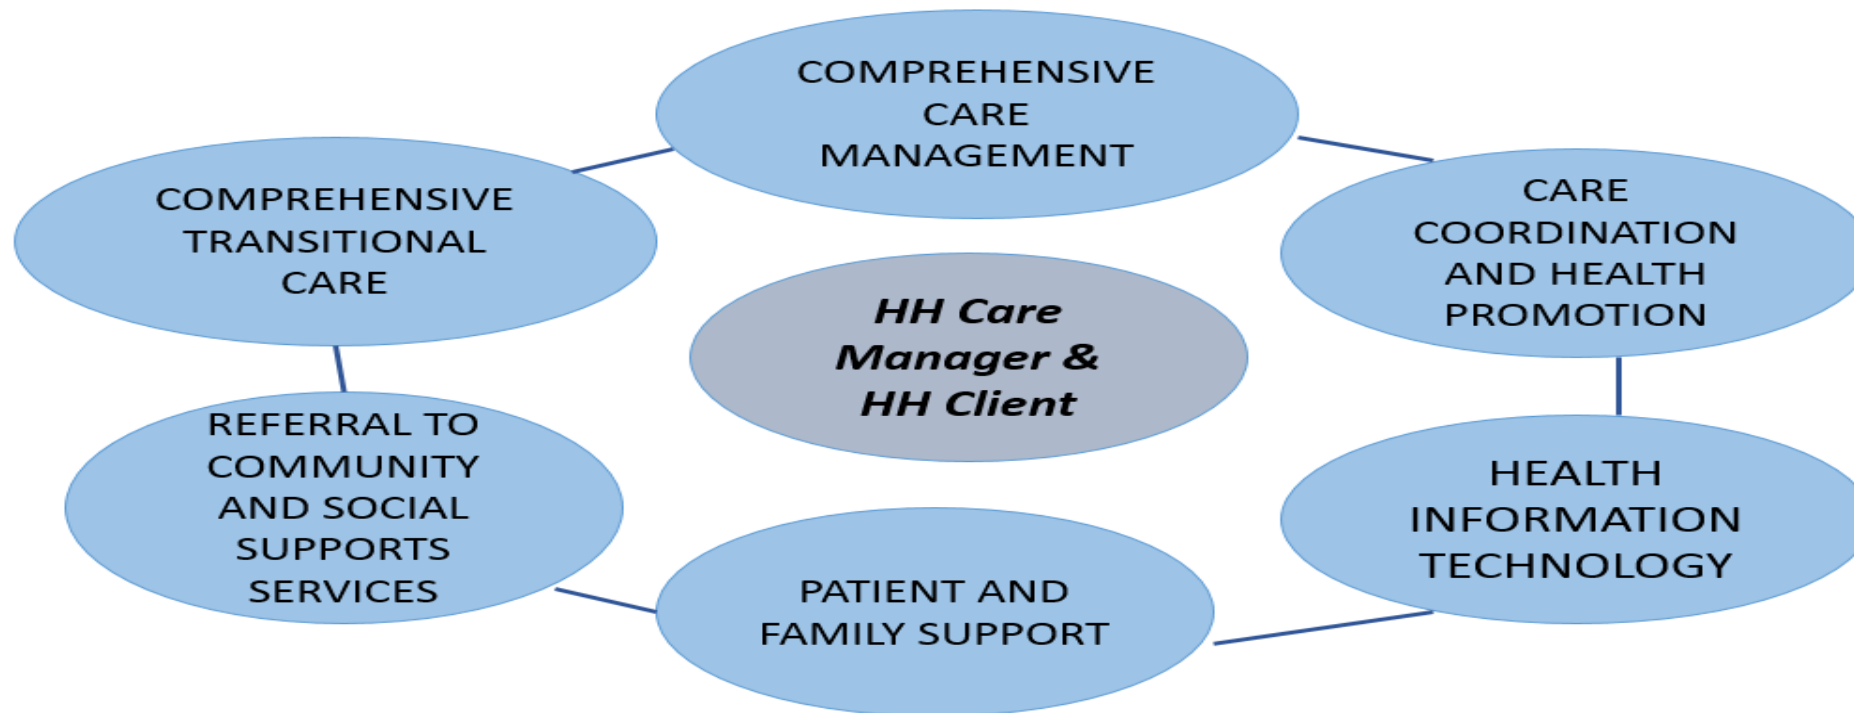 COMPREHENSIVE
CARE
MANAGEMENT
COMPREHENSIVE
TRANSITIONAL
CARE
CARE
COORDINATION
AND HEALTH
PROMOTION
HH Care
Manager &
HH Client
REFERRAL TO
COMMUNITY
AND SOCIAL
SUPPORTS
SERVICES
HEALTH
INFORMATION
TECHNOLOGY
PATIENT AND
FAMILY SUPPORT